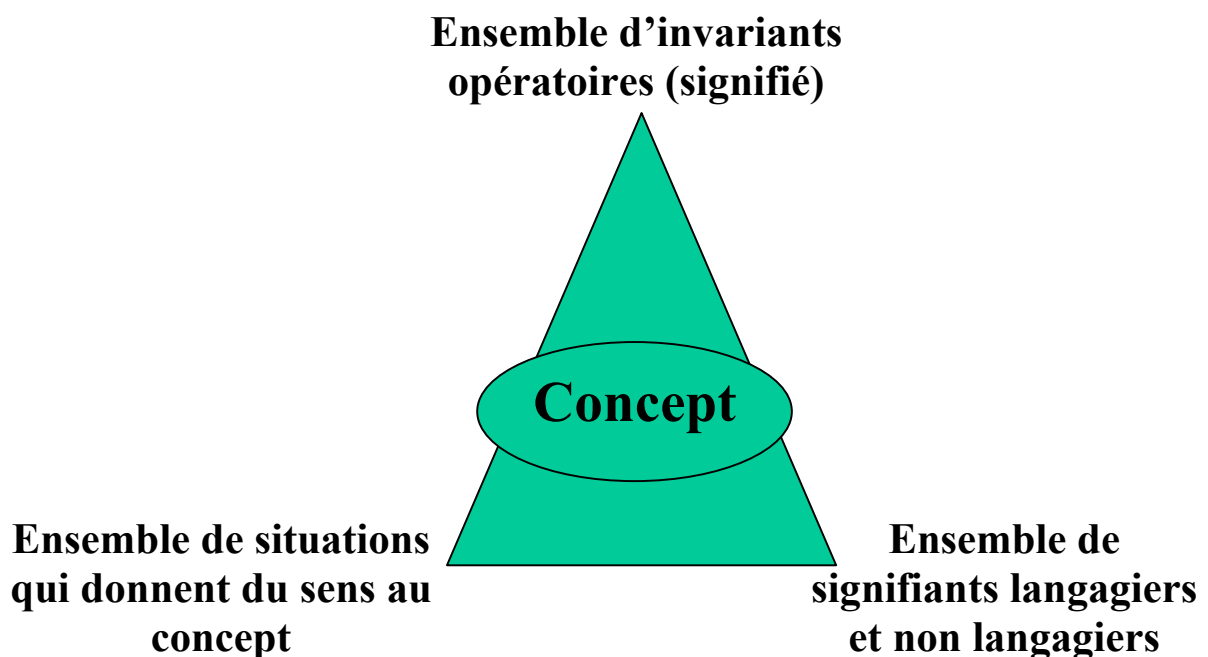 Ensemble d’invariants
opératoires (signifié)
Concept
Ensemble de situations
qui donnent du sens au
concept
Ensemble de
signifiants langagiers
et non langagiers